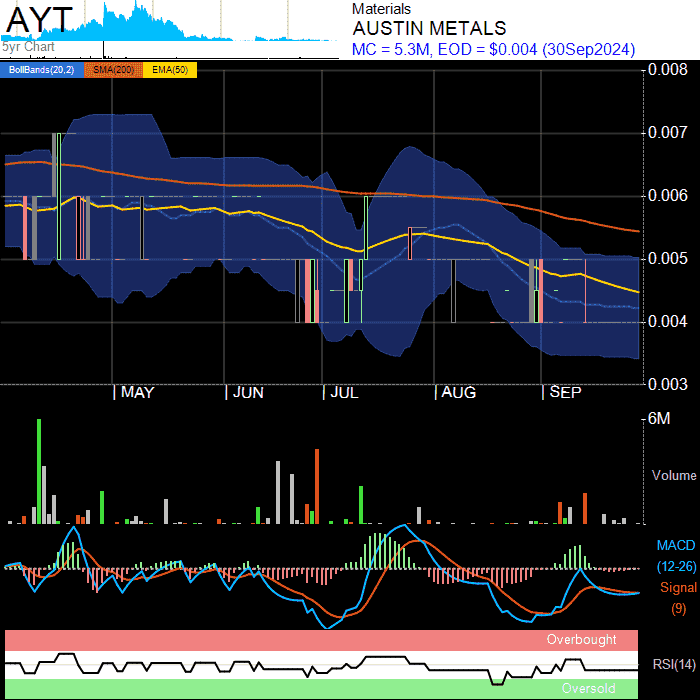 AYT
5yr Chart
Materials
AUSTIN METALS
MC = 5.3M, EOD = $0.004 (30Sep2024)
BollBands(20,2) SMA(200) EMA(50)
0.008
0.007
0.006
0.005
0.004
0.003
MAY JUN JUL AUG SEP
6M
Volume
MACD
(12-26)
Signal
(9)
Overbought
RSI(14)
Oversold